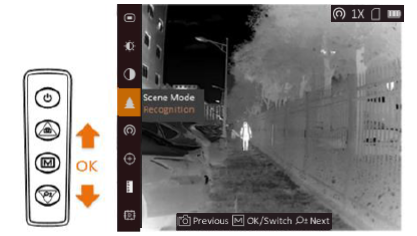 1X
Scene Mode
Recognition
M
OK
Previous M OK/Switch Next